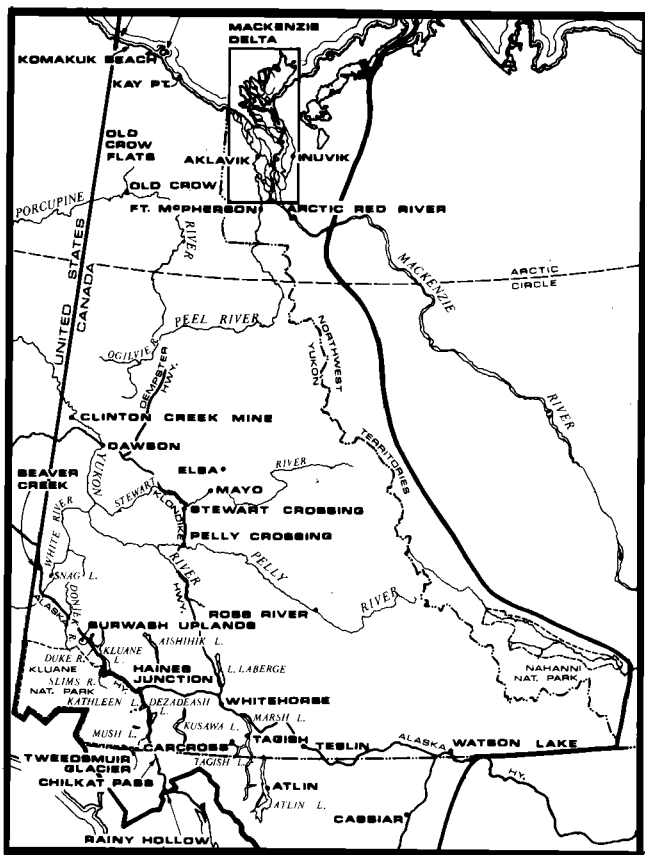 MACKENZIE
DELTA
KOMAKUK BEACH
KAY PT.
OLD
CROW
FLATS
AKLAVIK
INUVIK
OLD CROW
PORCUPINE
RIVER
FT. McPHERSON
ARCTIC RED RIVER
UNITED STATES
CANADA
MACKENZIE
RIVER
ARCTIC
CIRCLE
PEEL RIVER
OGILVIE R.
DEMPSTER
HWY.
NORTHWEST
TERRITORIES
YUKON
CLINTON CREEK MINE
DAWSON
BEAVER
CREEK
YUKON
ELSA
RIVER
STEWART
KLONDIKE
MAYO
STEWART CROSSING
PELLY CROSSING
WHITE RIVER
SNAG L.
DONJEK R.
RIVER
HWY.
PELLY
RIVER
ROSS RIVER
ALASKA
HY.
BURWASH UPLANDS
KLUANE
L.
AISHIHIK L.
DUKE R.
KLUANE
NAT. PARK
SLIMS R.
HAINES
JUNCTION
L. LABERGE
NAHANNI
NAT. PARK
KATHLEEN L.
DEZADEASH
L.
WHITEHORSE
MUSH L.
KUSAWA L.
MARSH L.
CARCROSS
TAGISH
TESLIN
ALASKA
HY.
WATSON LAKE
TWEEDSMUIR
GLACIER
TAGISH L.
CHILKAT PASS
ATLIN
ATLIN L.
CASSIAR
RAINY HOLLOW